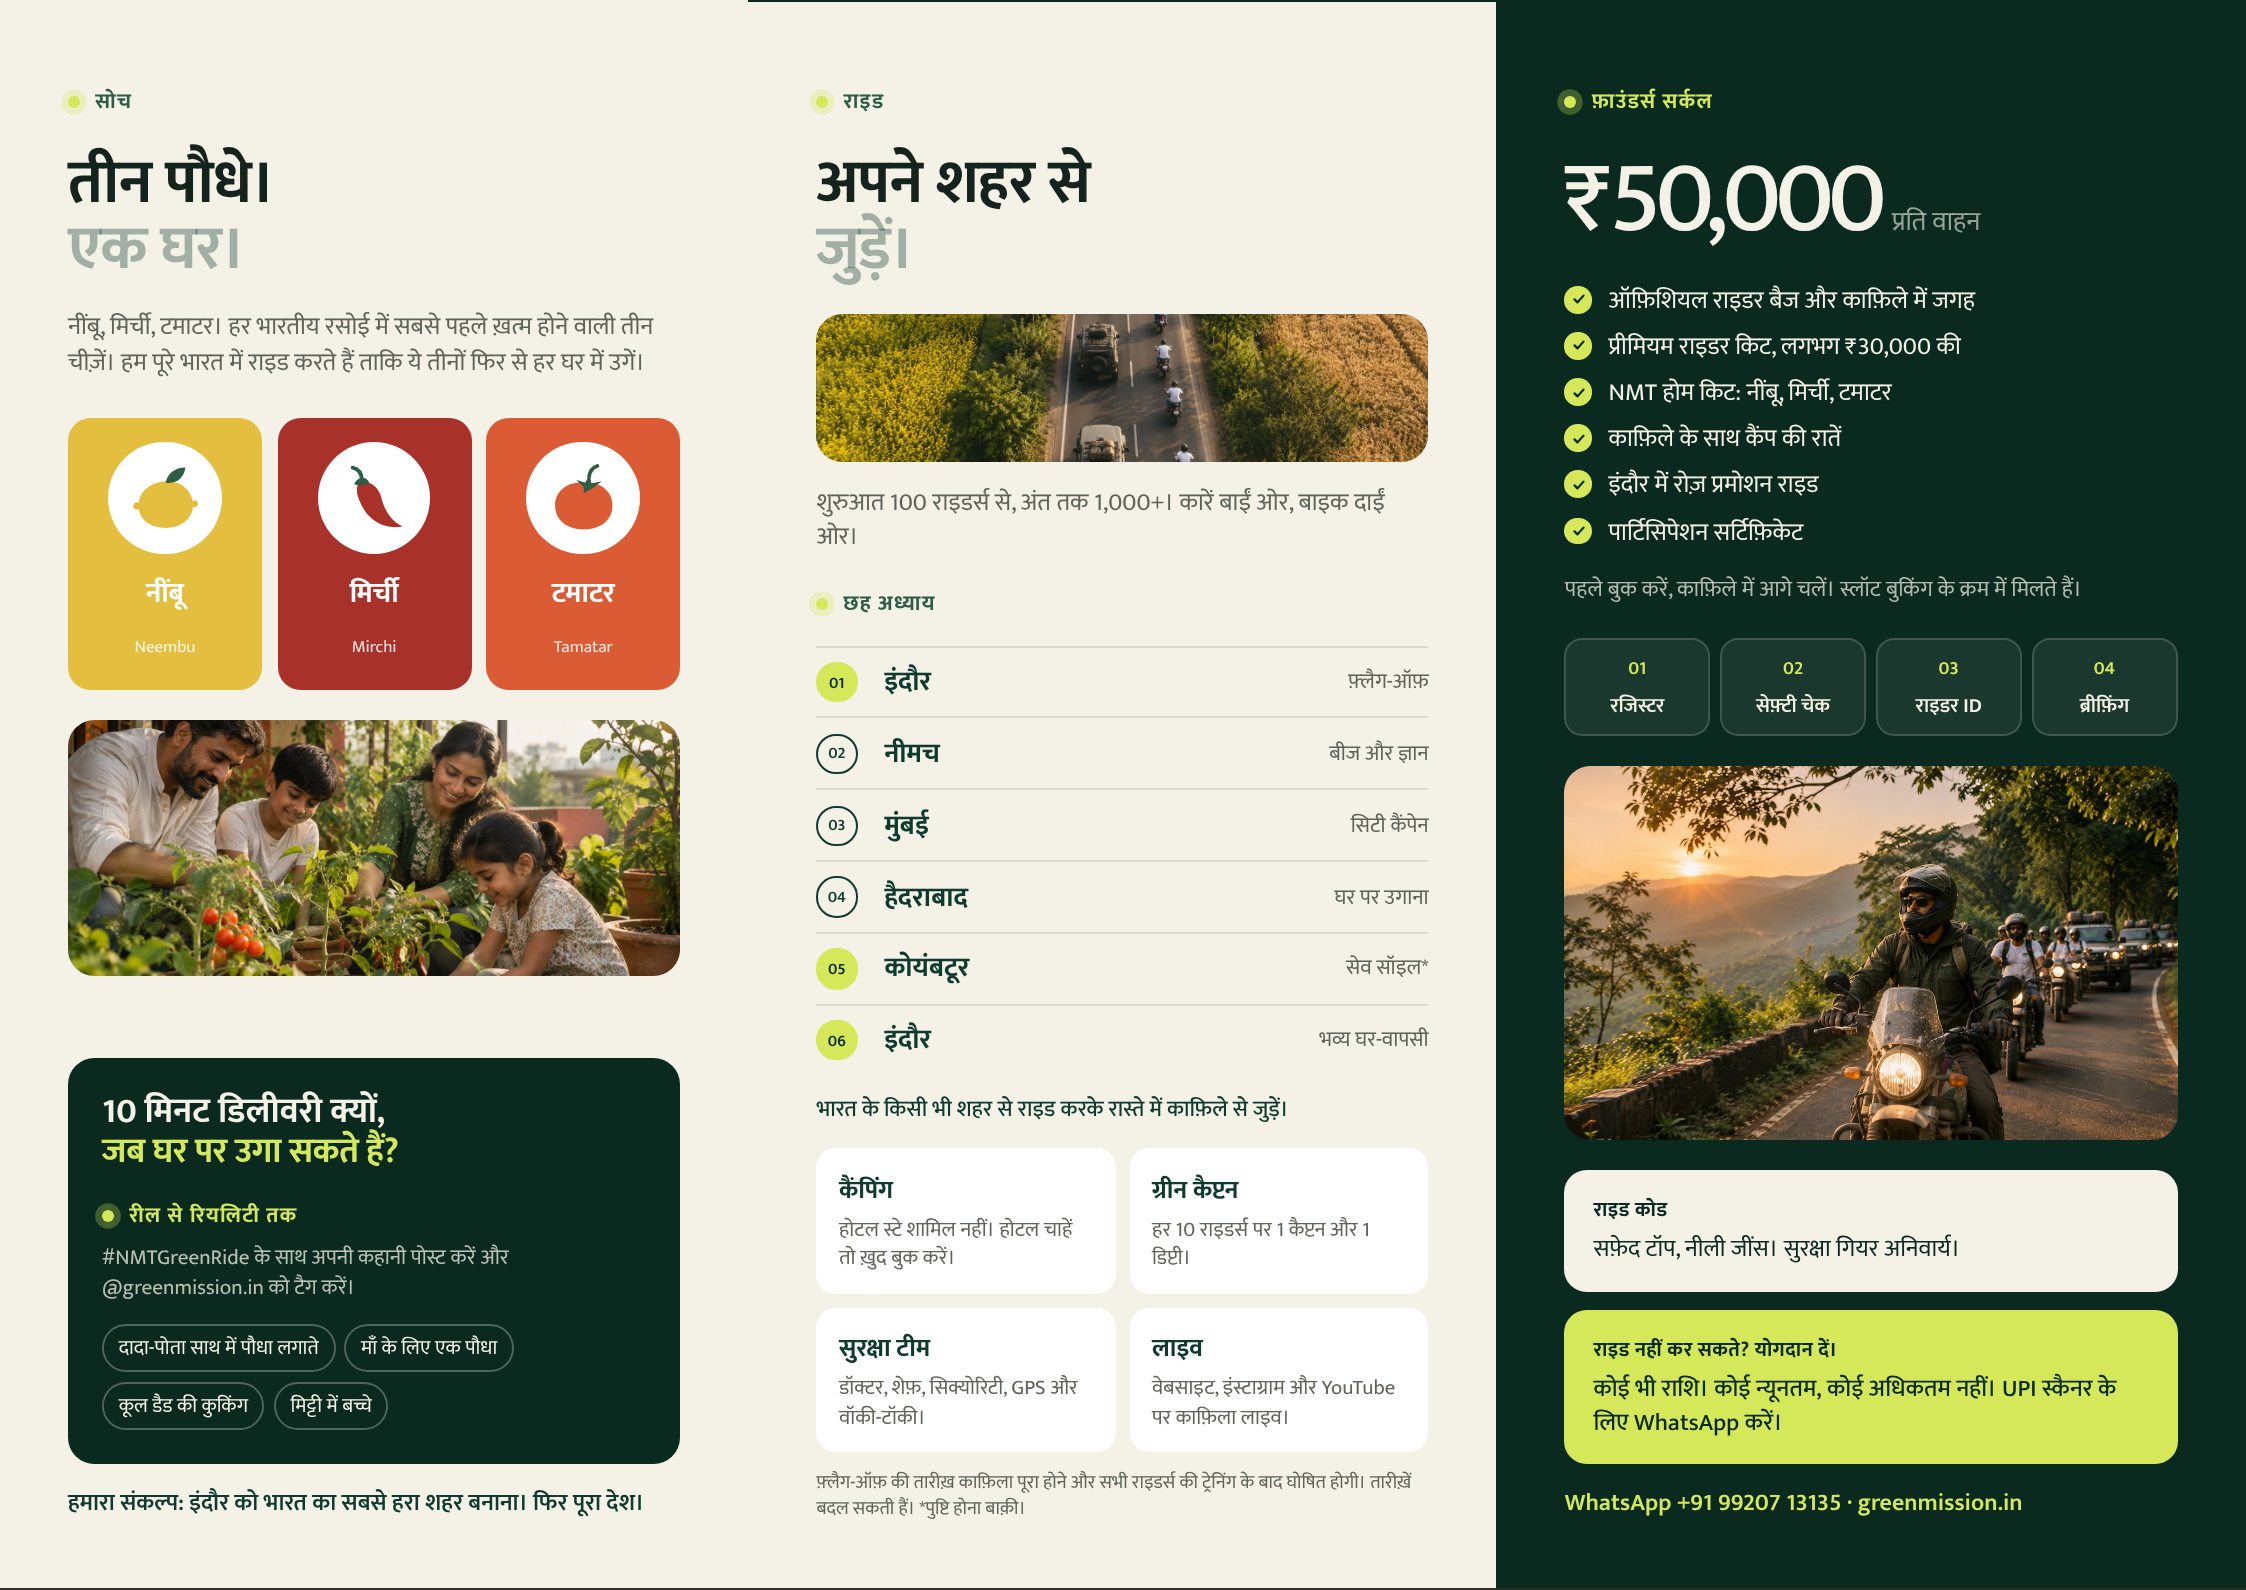 सोच
तीन पौधे।
एक घर।
नींबू, मिर्ची, टमाटर। हर भारतीय रसोई में सबसे पहले ख़त्म होने वाली तीन
चीज़ें। हम पूरे भारत में राइड करते हैं ताकि ये तीनों फिर से हर घर में उगें।
नींबू
Neembu
मिर्ची
Mirchi
टमाटर
Tamatar
10 मिनट डिलीवरी क्यों,
जब घर पर उगा सकते हैं?
रील से रियलिटी तक
#NMTGreenRide के साथ अपनी कहानी पोस्ट करें और
@greenmission.in को टैग करें।
दादा-पोता साथ में पौधा लगाते
माँ के लिए एक पौधा
कूल डैड की कुकिंग
मिट्टी में बच्चे
हमारा संकल्प: इंदौर को भारत का सबसे हरा शहर बनाना। फिर पूरा देश।
राइड
अपने शहर से
जुड़ें।
शुरुआत 100 राइडर्स से, अंत तक 1,000+। कारें बाईं ओर, बाइक दाईं
ओर।
छह अध्याय
01 इंदौर फ़्लैग-ऑफ़
02 नीमच बीज और ज्ञान
03 मुंबई सिटी कैंपेन
04 हैदराबाद घर पर उगाना
05 कोयंबटूर सेव सॉइल*
06 इंदौर भव्य घर-वापसी
भारत के किसी भी शहर से राइड करके रास्ते में काफ़िले से जुड़ें।
कैंपिंग
होटल स्टे शामिल नहीं। होटल चाहें
तो ख़ुद बुक करें।
ग्रीन कैप्टन
हर 10 राइडर्स पर 1 कैप्टन और 1
डिप्टी।
सुरक्षा टीम
डॉक्टर, शेफ़, सिक्योरिटी, GPS और
वॉकी-टॉकी।
लाइव
वेबसाइट, इंस्टाग्राम और YouTube
पर काफ़िला लाइव।
फ़्लैग-ऑफ़ की तारीख़ काफ़िला पूरा होने और सभी राइडर्स की ट्रेनिंग के बाद घोषित होगी। तारीख़ें
बदल सकती हैं। *पुष्टि होना बाक़ी।
फ़ाउंडर्स सर्कल
₹50,000 प्रति वाहन
ऑफ़िशियल राइडर बैज और काफ़िले में जगह
प्रीमियम राइडर किट, लगभग ₹30,000 की
NMT होम किट: नींबू, मिर्ची, टमाटर
काफ़िले के साथ कैंप की रातें
इंदौर में रोज़ प्रमोशन राइड
पार्टिसिपेशन सर्टिफ़िकेट
पहले बुक करें, काफ़िले में आगे चलें। स्लॉट बुकिंग के क्रम में मिलते हैं।
01
रजिस्टर
02
सेफ़्टी चेक
03
राइडर ID
04
ब्रीफ़िंग
राइड कोड
सफ़ेद टॉप, नीली जींस। सुरक्षा गियर अनिवार्य।
राइड नहीं कर सकते? योगदान दें।
कोई भी राशि। कोई न्यूनतम, कोई अधिकतम नहीं। UPI स्कैनर के
लिए WhatsApp करें।
WhatsApp +91 99207 13135 · greenmission.in